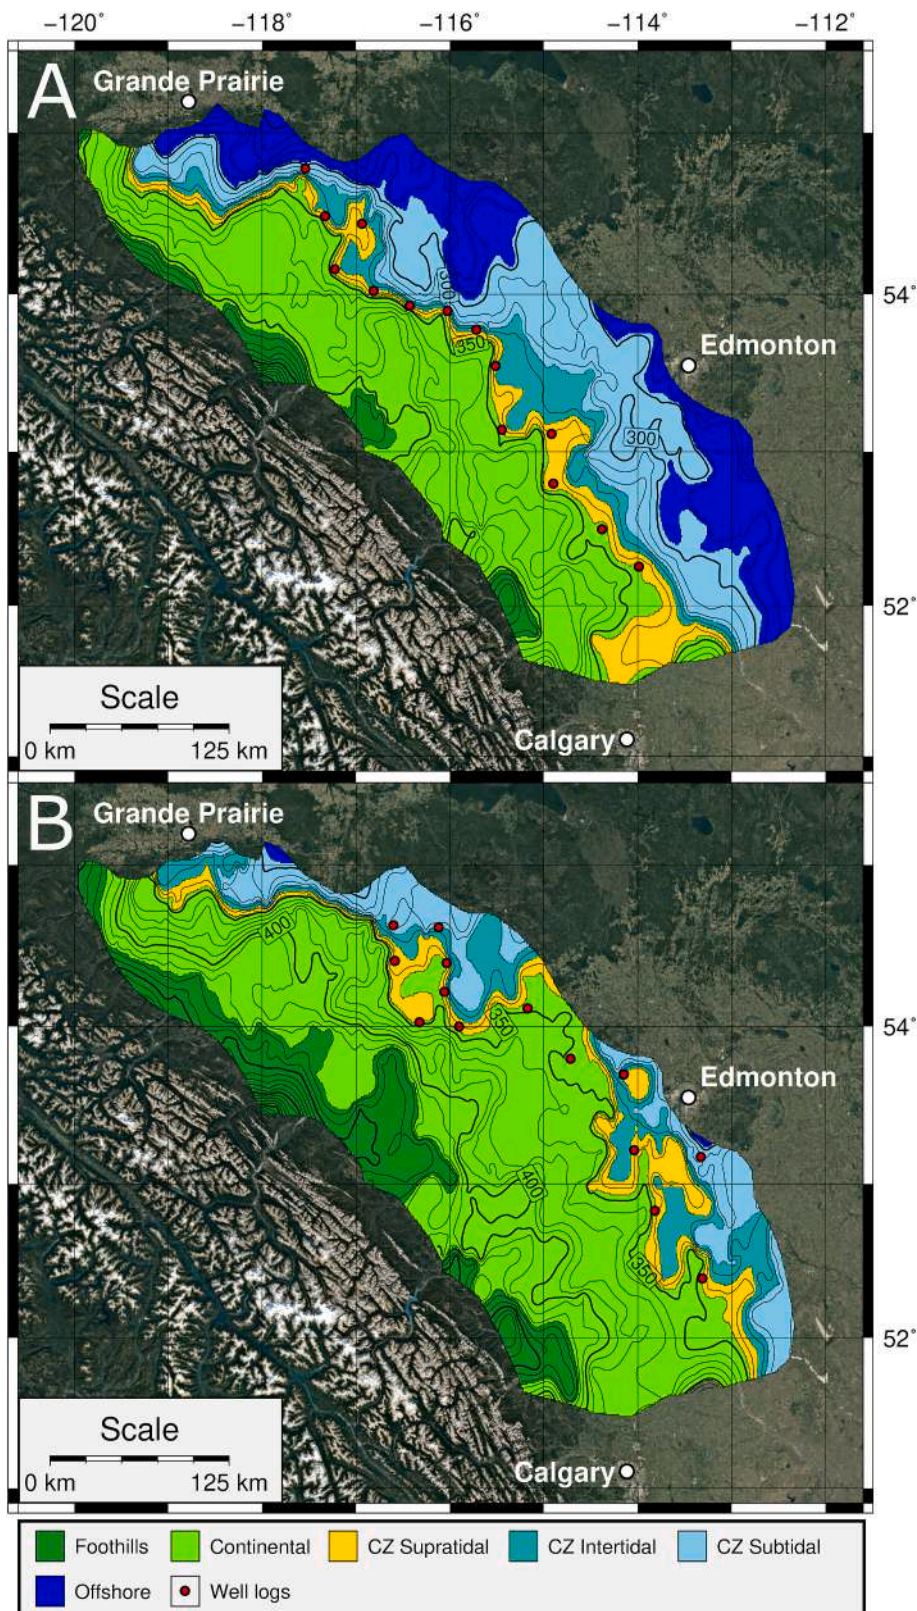 −120° −118° −116° −114° −112°
A
Grande Prairie
300
54°
350
Edmonton
300
52°
Scale
0 km 125 km
Calgary
B
Grande Prairie
400
350
54°
Edmonton
400
350
52°
Scale
0 km 125 km
Calgary
Foothills Continental CZ Supratidal CZ Intertidal CZ Subtidal
Offshore Well logs